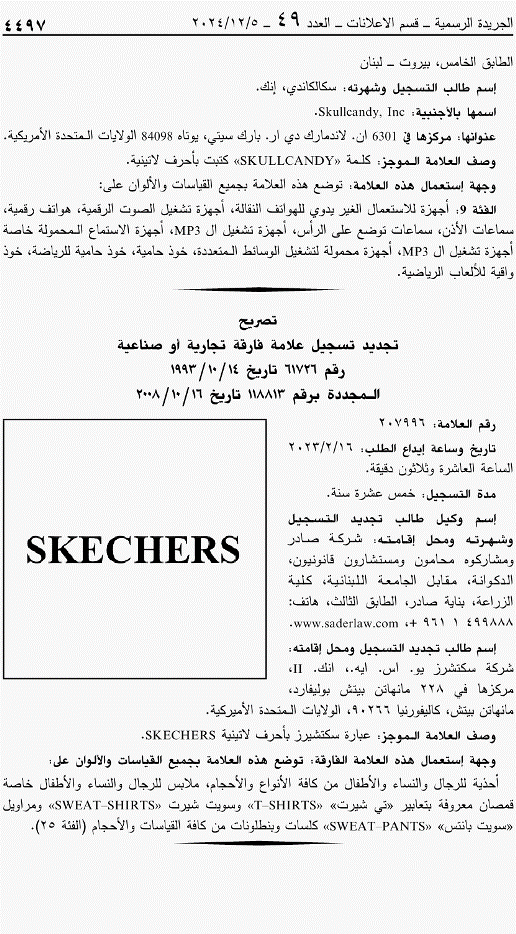 الجريدة الرسمية – قسم الاعلانات – العدد ٤٩ – ٢٠٢٤/١٢/٥
٤٤٩٧
الطابق الخامس، بيروت – لبنان
إسم طالب التسجيل وشهرته: سكالكاندي، إنك.
اسمها بالأجنبية: Skullcandy, Inc.
عنوانها: مركزها في 6301 ان. لاندمارك دي ار. بارك سيتي، يوتاه 84098 الولايات الـمتحدة الأمريكية.
وصف العلامة الـموجز: كلـمة «SKULLCANDY» كتبت بأحرف لاتينية.
وجهة إستعمال هذه العلامة: توضع هذه العلامة بجميع القياسات والألوان على:
الفئة 9: أجهزة للاستعمال الغير يدوي للهواتف النقالة، أجهزة تشغيل الصوت الرقمية، هواتف رقمية،
سماعات الأذن، سماعات توضع على الرأس، أجهزة تشغيل ال MP3، أجهزة الاستماع الـمحمولة خاصة
أجهزة تشغيل ال MP3، أجهزة محمولة لتشغيل الوسائط الـمتعددة، خوذ حامية، خوذ حامية للرياضة، خوذ
واقية للألعاب الرياضية.
تصريح
تجديد تسجيل علامة فارقة تجارية أو صناعية
رقم ٦١٧٢٦ تاريخ ١٩٩٣/١٠/١٤
الـمجددة برقم ١١٨٨١٣ تاريخ ٢٠٠٨/١٠/١٦
رقم العلامة: ٢٠٧٩٩٦
تاريخ وساعة إيداع الطلب: ٢٠٢٣/٢/١٦
الساعة العاشرة وثلاثون دقيقة.
مدة التسجيل: خمس عشرة سنة.
إسم وكيل طالب تجديد التسجيل
وشهرته ومحل إقامته: شركة صادر
ومشاركوه محامون ومستشارون قانونيون،
الدكوانة، مقابل الجامعة اللبنانية، كلية
الزراعة، بناية صادر، الطابق الثالث، هاتف:
٤٩٩٨٨٨ ١ ٩٦١ +، www.saderlaw.com.
إسم طالب تجديد التسجيل ومحل إقامته:
شركة سكتشرز يو. اس. ايه.، انك. II،
مركزها في ٢٢٨ مانهاتن بيتش بوليفارد،
مانهاتن بيتش، كاليفورنيا ٩٠٢٦٦، الولايات الـمتحدة الأميركية.
SKECHERS
وصف العلامة الـموجز: عبارة سكتشيرز بأحرف لاتينية SKECHERS.
وجهة إستعمال هذه العلامة الفارقة: توضع هذه العلامة بجميع القياسات والألوان على:
أحذية للرجال والنساء والأطفال من كافة الأنواع والأحجام، ملابس للرجال والنساء والأطفال خاصة
قمصان معروفة بتعابير «تي شيرت» «T–SHIRTS» وسويت شيرت «SWEAT–SHIRTS» ومراويل
«سويت بانتس» «SWEAT–PANTS» كلسات وبنطلونات من كافة القياسات والأحجام (الفئة ٢٥).